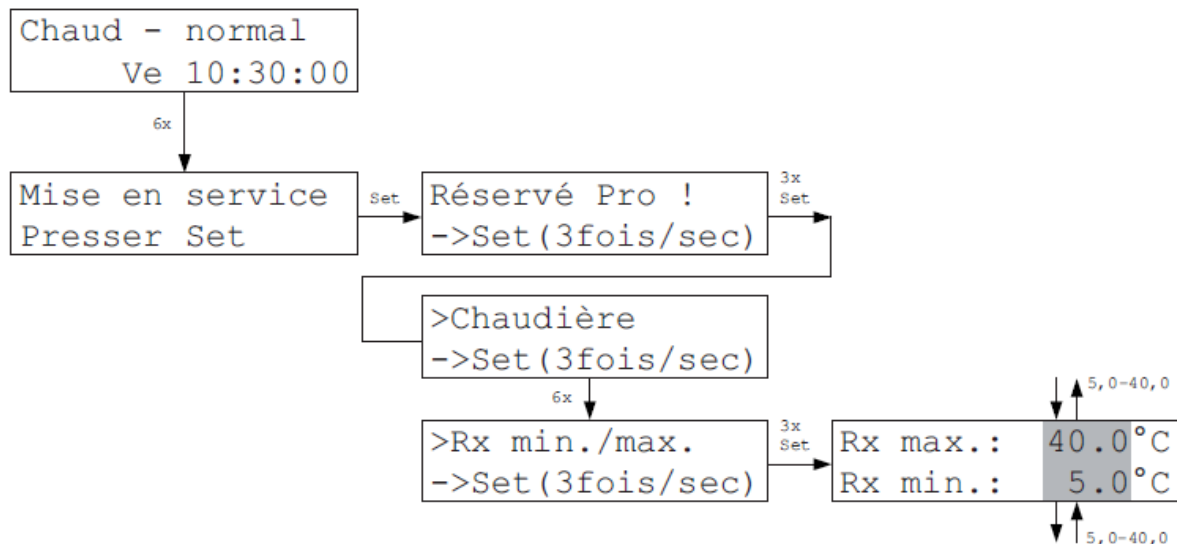 Chaud - normal
Ve 10:30:00
6x
Mise en service
Presser Set
Set
Réservé Pro !
->Set(3fois/sec)
3x
Set
>Chaudière
->Set(3fois/sec)
6x
>Rx min./max.
->Set(3fois/sec)
3x
Set
5,0-40,0
Rx max.: 40.0°C
Rx min.: 5.0°C
5,0-40,0